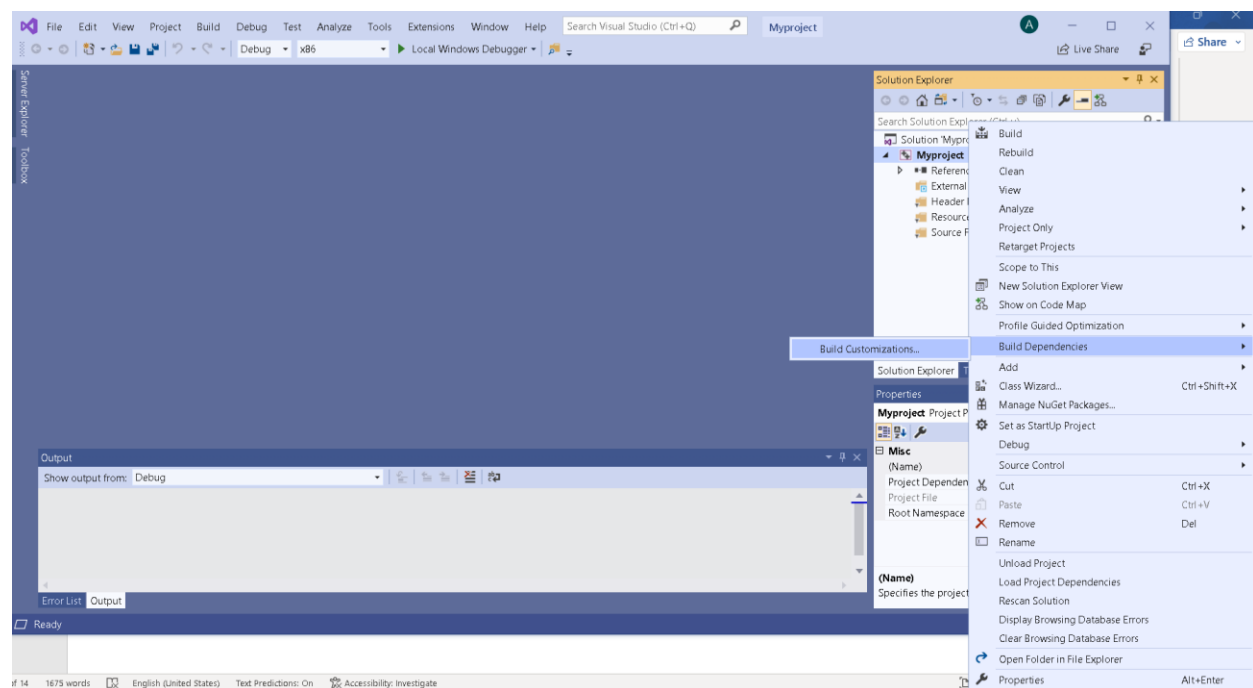 File Edit View Project Build Debug Test Analyze Tools Extensions Window Help Search Visual Studio (Ctrl+Q) Myproject A
Debug x86 Local Windows Debugger Live Share Share
Server Explorer
Toolbox
Solution Explorer
Search Solution
Solution 'Mypro
Myproject
Referenc
External
Header
Resourc
Source F
Build
Rebuild
Clean
View
Analyze
Project Only
Retarget Projects
Scope to This
New Solution Explorer View
Show on Code Map
Profile Guided Optimization
Build Customizations... Build Dependencies
Add
Class Wizard... Ctrl+Shift+X
Manage NuGet Packages...
Set as StartUp Project
Debug
Source Control
Cut Ctrl+X
Paste Ctrl+V
Remove Del
Rename
Unload Project
Load Project Dependencies
Rescan Solution
Display Browsing Database Errors
Clear Browsing Database Errors
Open Folder in File Explorer
Properties Alt+Enter
Solution Explorer T
Properties
Myproject Project P
Misc
(Name)
Project Dependen
Project File
Root Namespace
(Name)
Specifies the project
Output
Show output from: Debug
Error List Output
Ready
of 14 1675 words English (United States) Text Predictions: On Accessibility: Investigate